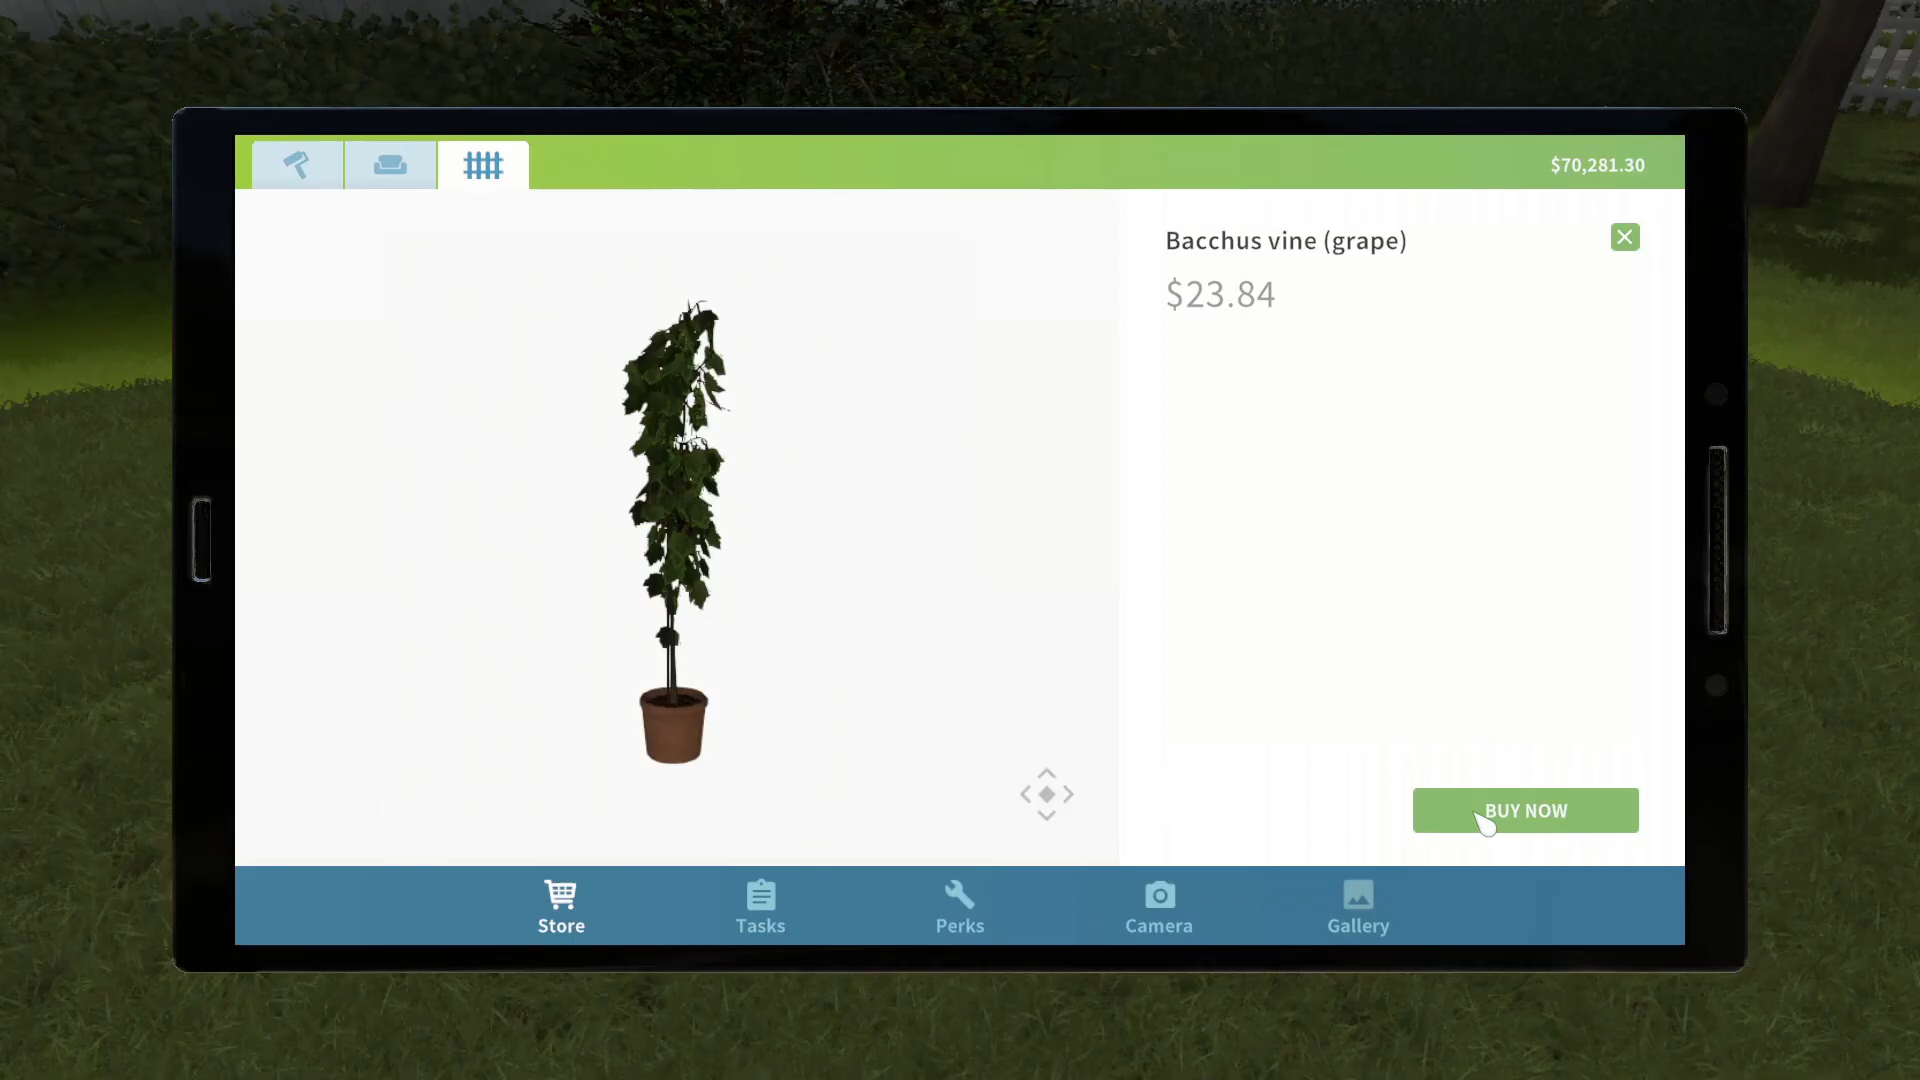 $70,281.30
Bacchus vine (grape)
$23.84
BUY NOW
Store
Tasks
Perks
Camera
Gallery